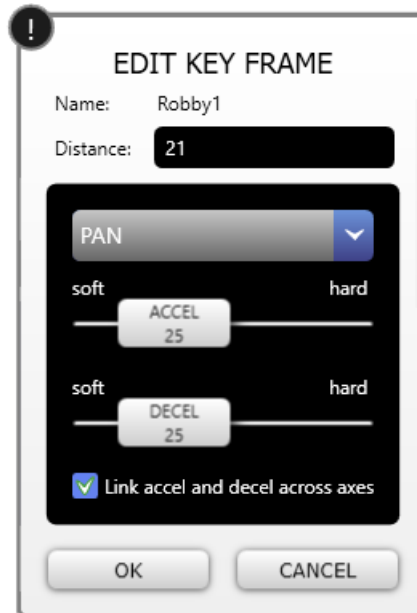 !
EDIT KEY FRAME
Name: Robby1
Distance: 21
PAN
soft hard
ACCEL
25
soft hard
DECEL
25
Link accel and decel across axes
OK CANCEL